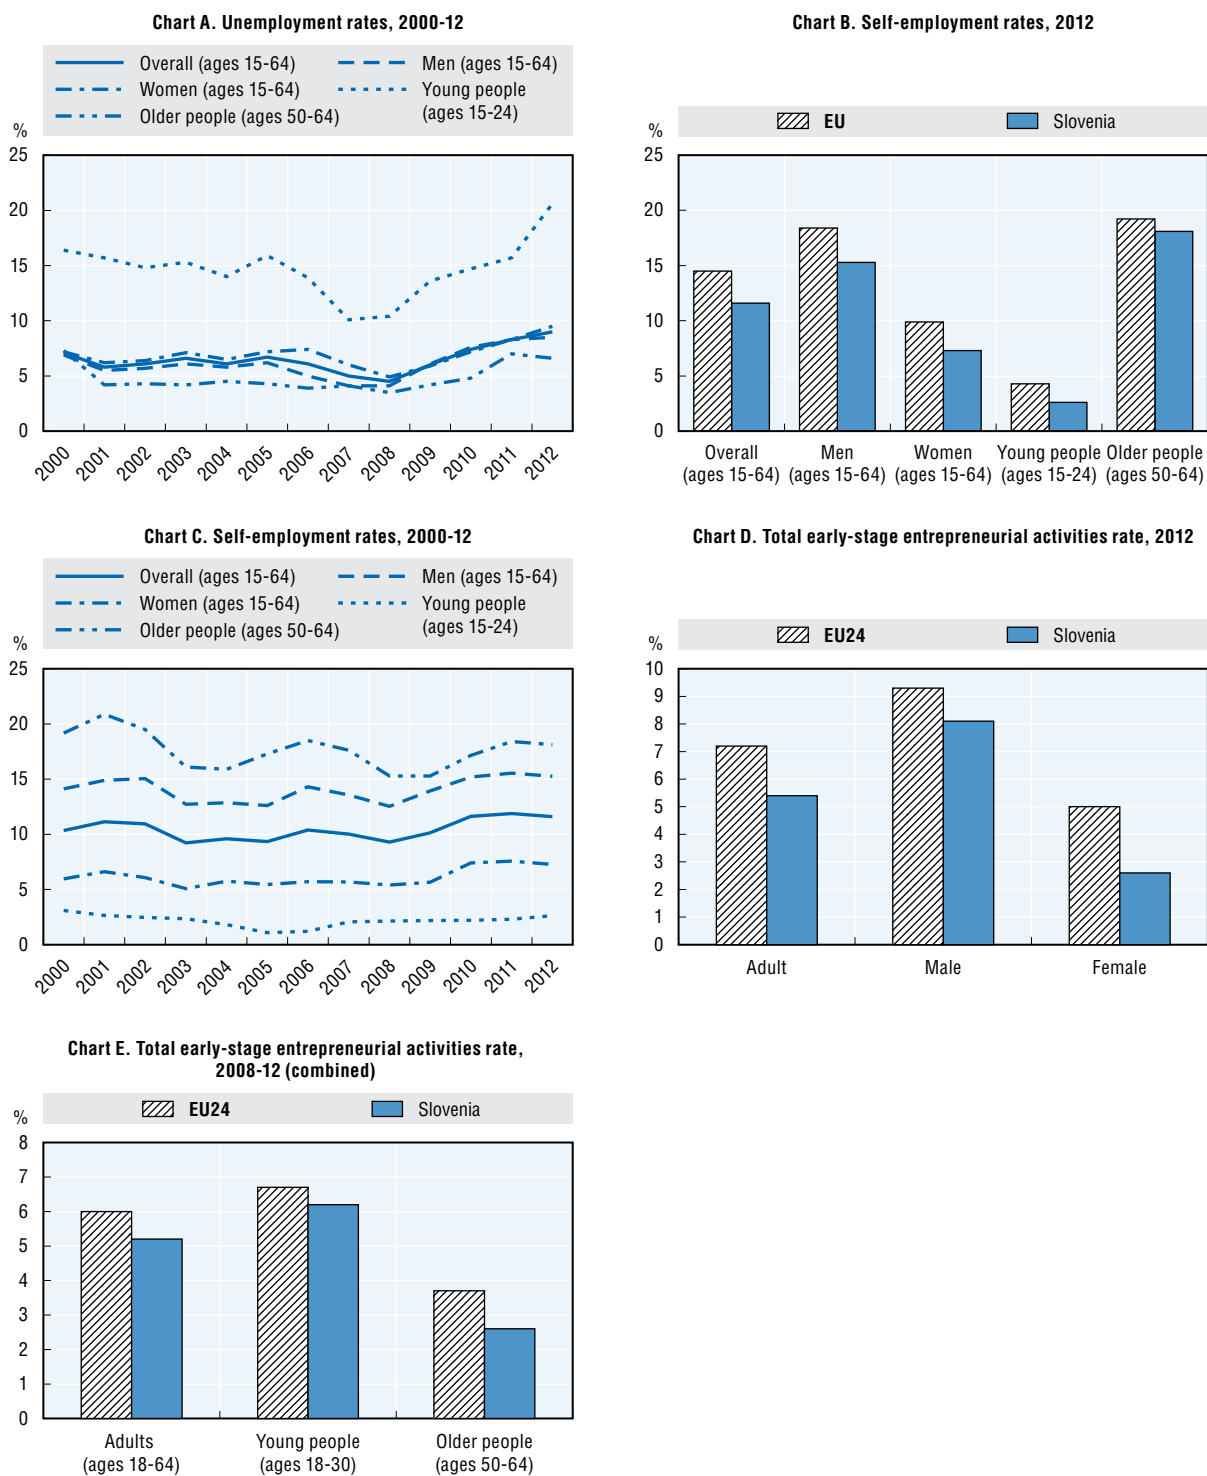 Chart A. Unemployment rates, 2000-12
Overall (ages 15-64)
Men (ages 15-64)
Women (ages 15-64)
Young people
(ages 15-24)
Older people (ages 50-64)
%
25
20
15
10
5
0
2000
2001
2002
2003
2004
2005
2006
2007
2008
2009
2010
2011
2012
Chart B. Self-employment rates, 2012
EU
Slovenia
%
25
20
15
10
5
0
Overall
(ages 15-64)
Men
(ages 15-64)
Women
(ages 15-64)
Young people
(ages 15-24)
Older people
(ages 50-64)
Chart C. Self-employment rates, 2000-12
Overall (ages 15-64)
Men (ages 15-64)
Women (ages 15-64)
Young people
(ages 15-24)
Older people (ages 50-64)
%
25
20
15
10
5
0
2000
2001
2002
2003
2004
2005
2006
2007
2008
2009
2010
2011
2012
Chart D. Total early-stage entrepreneurial activities rate, 2012
EU24
Slovenia
%
10
9
8
7
6
5
4
3
2
1
0
Adult
Male
Female
Chart E. Total early-stage entrepreneurial activities rate,
2008-12 (combined)
EU24
Slovenia
%
8
7
6
5
4
3
2
1
0
Adults
(ages 18-64)
Young people
(ages 18-30)
Older people
(ages 50-64)